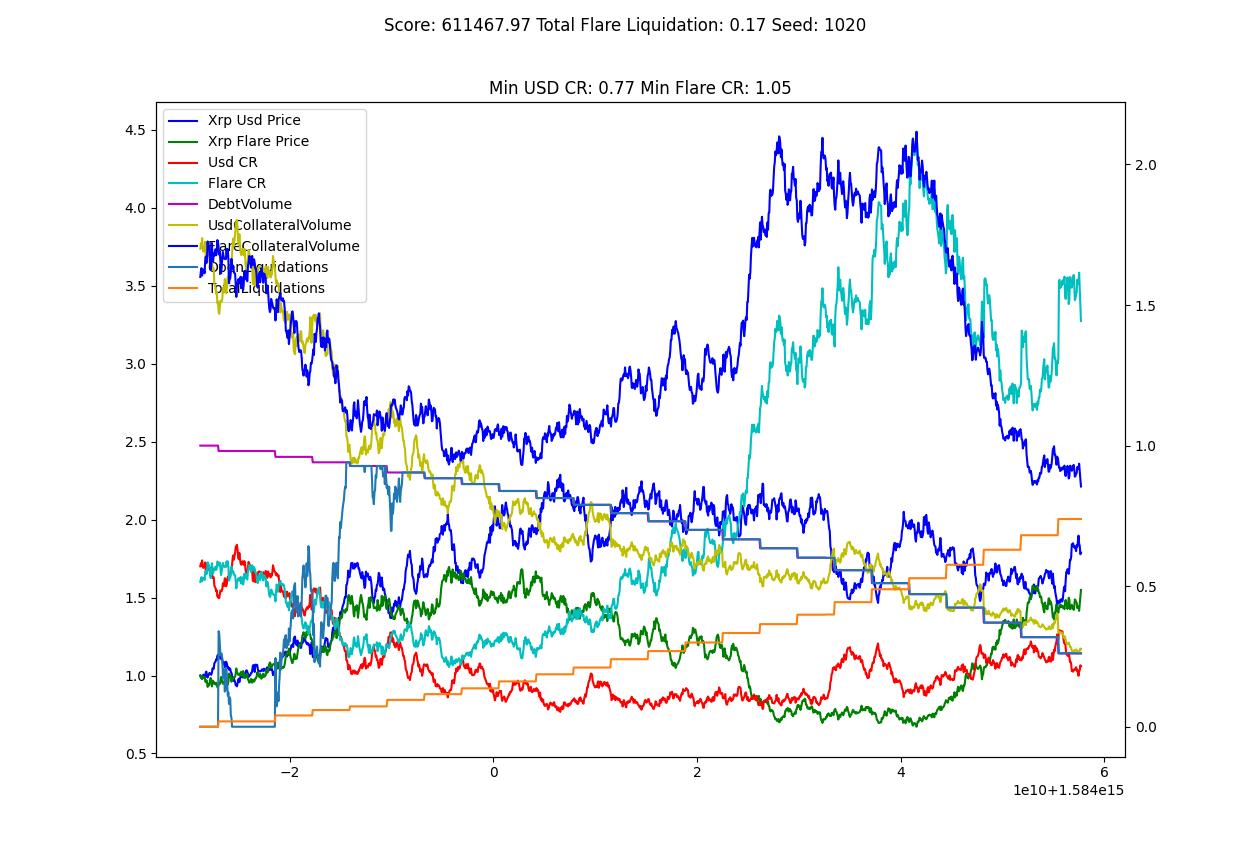 Score: 611467.97 Total Flare Liquidation: 0.17 Seed: 1020
Min USD CR: 0.77 Min Flare CR: 1.05
Xrp Usd Price
Xrp Flare Price
Usd CR
Flare CR
DebtVolume
UsdCollateralVolume
FlareCollateralVolume
OpenLiquidations
TotalLiquidations
4.5
4.0
3.5
3.0
2.5
2.0
1.5
1.0
0.5
2.0
1.5
1.0
0.5
0.0
−2
0
2
4
6
1e10+1.584e15